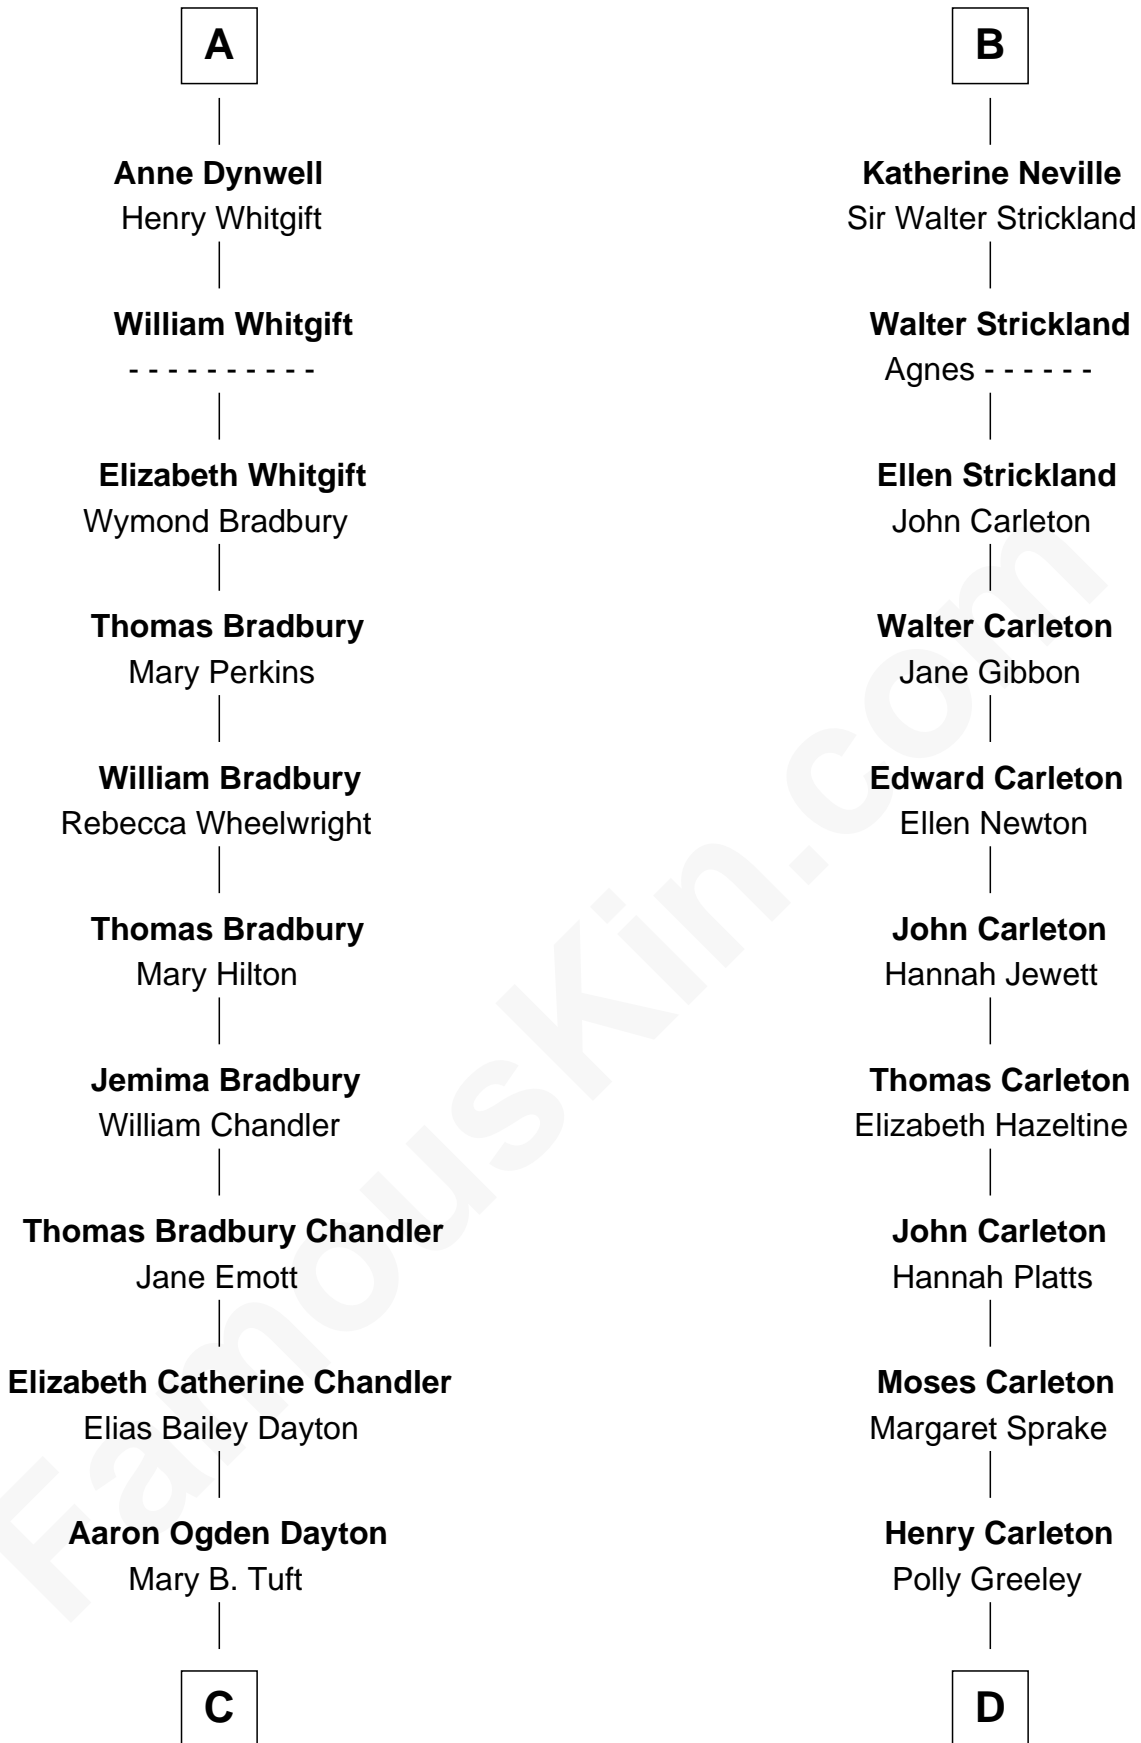 A
Anne Dynwell
Henry Whitgift
William Whitgift
- - - - - - - - - -
Elizabeth Whitgift
Wymond Bradbury
Thomas Bradbury
Mary Perkins
William Bradbury
Rebecca Wheelwright
Thomas Bradbury
Mary Hilton
Jemima Bradbury
William Chandler
Thomas Bradbury Chandler
Jane Emott
Elizabeth Catherine Chandler
Elias Bailey Dayton
Aaron Ogden Dayton
Mary B. Tuft
C
B
Katherine Neville
Sir Walter Strickland
Walter Strickland
Agnes - - - - - -
Ellen Strickland
John Carleton
Walter Carleton
Jane Gibbon
Edward Carleton
Ellen Newton
John Carleton
Hannah Jewett
Thomas Carleton
Elizabeth Hazeltine
John Carleton
Hannah Platts
Moses Carleton
Margaret Sprake
Henry Carleton
Polly Greeley
D
FamousKin.com